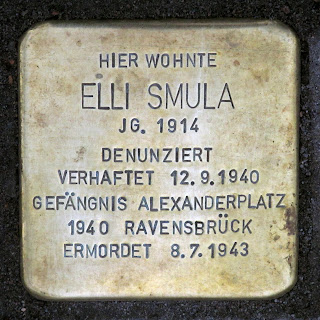 HIER WOHNTE
ELLI SMULA
JG. 1914
DENUNZIERT
VERHAFTET 12.9.1940
GEFÄNGNIS ALEXANDERPLATZ
1940 RAVENSBRÜCK
ERMORDET 8.7.1943